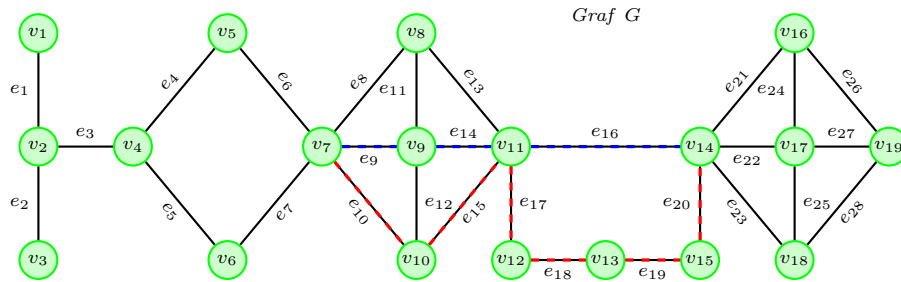 Graf G
v1 v5 v8 v16
e1 e4 e6 e8 e11 e13 e21 e24 e26
v2 e3 v4 v7 e9 v9 e14 v11 e16 v14 e22 v17 e27 v19
e2 e5 e7 e10 e12 e15 e17 e20 e23 e25 e28
v3 v6 v10 v12 e18 v13 e19 v15 v18